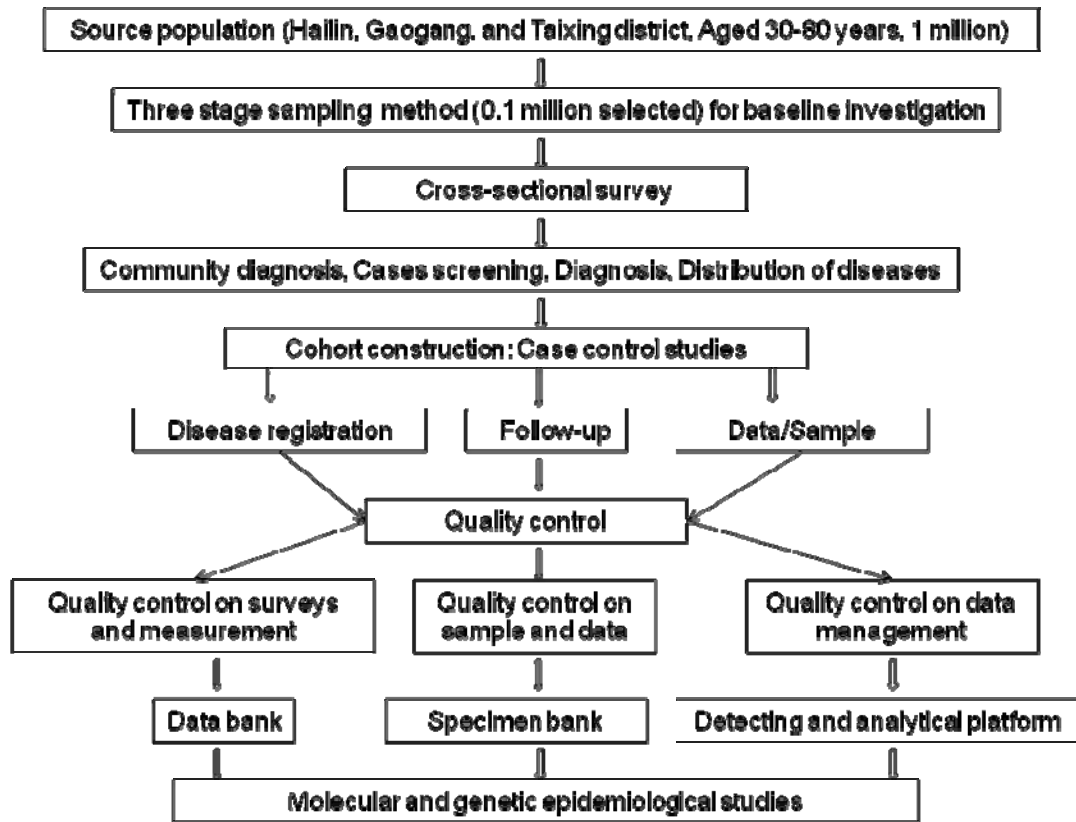 Source population (Hailin, Gaogang, and Taixing district, Aged 30-80 years, 1 million)
Three stage sampling method (0.1 million selected) for baseline investigation
Cross-sectional survey
Community diagnosis, Cases screening, Diagnosis, Distribution of diseases
Cohort construction: Case control studies
Disease registration
Follow-up
Data/Sample
Quality control
Quality control on surveys
and measurement
Quality control on
sample and data
Quality control on data
management
Data bank
Specimen bank
Detecting and analytical platform
Molecular and genetic epidemiological studies